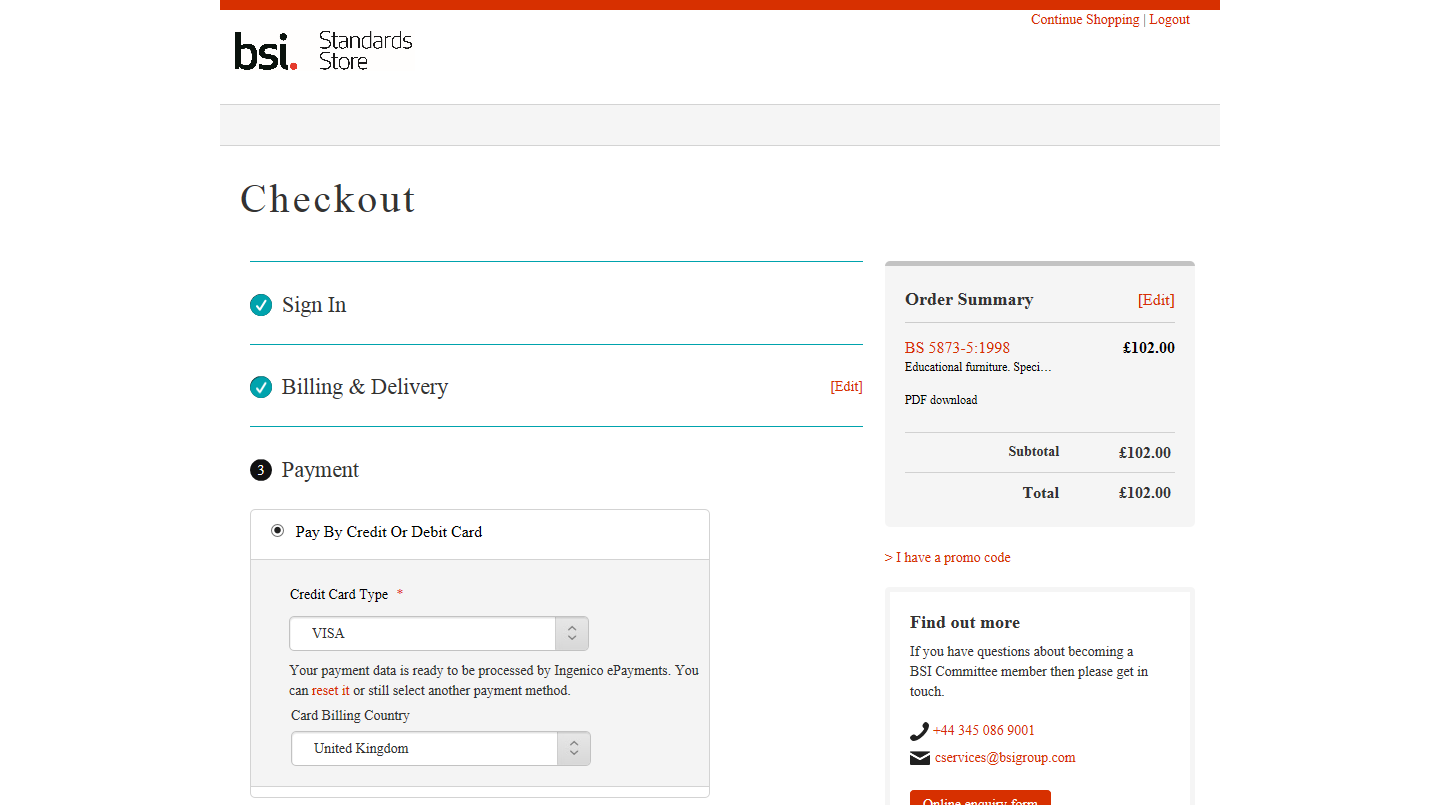 Continue Shopping | Logout
bsi. Standards
Store
Checkout
Sign In
Billing & Delivery [Edit]
3 Payment
Pay By Credit Or Debit Card
Credit Card Type *
VISA
Your payment data is ready to be processed by Ingenico ePayments. You
can reset it or still select another payment method.
Card Billing Country
United Kingdom
Order Summary [Edit]
BS 5873-5:1998 £102.00
Educational furniture. Speci…
PDF download
Subtotal £102.00
Total £102.00
> I have a promo code
Find out more
If you have questions about becoming a
BSI Committee member then please get in
touch.
+44 345 086 9001
cservices@bsigroup.com
Online enquiry form